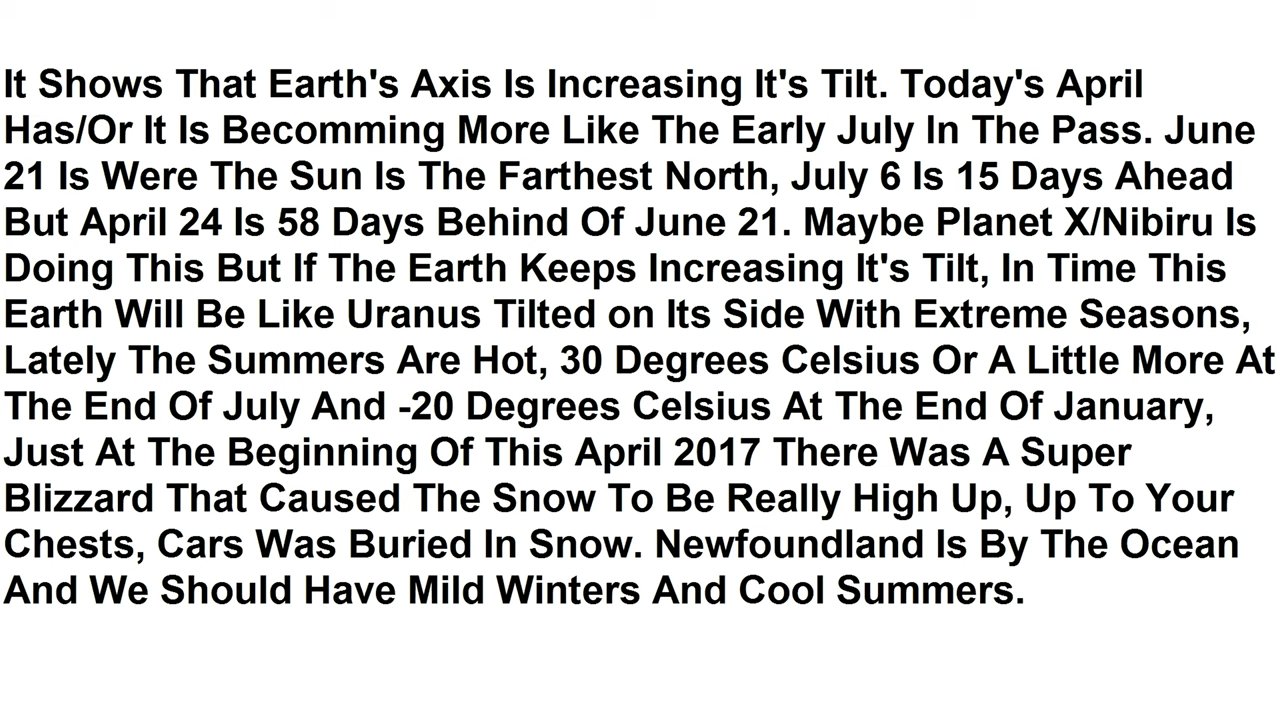 It Shows That Earth's Axis Is Increasing It's Tilt. Today's April
Has/Or It Is Becomming More Like The Early July In The Pass. June
21 Is Were The Sun Is The Farthest North, July 6 Is 15 Days Ahead
But April 24 Is 58 Days Behind Of June 21. Maybe Planet X/Nibiru Is
Doing This But If The Earth Keeps Increasing It's Tilt, In Time This
Earth Will Be Like Uranus Tilted on Its Side With Extreme Seasons,
Lately The Summers Are Hot, 30 Degrees Celsius Or A Little More At
The End Of July And -20 Degrees Celsius At The End Of January,
Just At The Beginning Of This April 2017 There Was A Super
Blizzard That Caused The Snow To Be Really High Up, Up To Your
Chests, Cars Was Buried In Snow. Newfoundland Is By The Ocean
And We Should Have Mild Winters And Cool Summers.